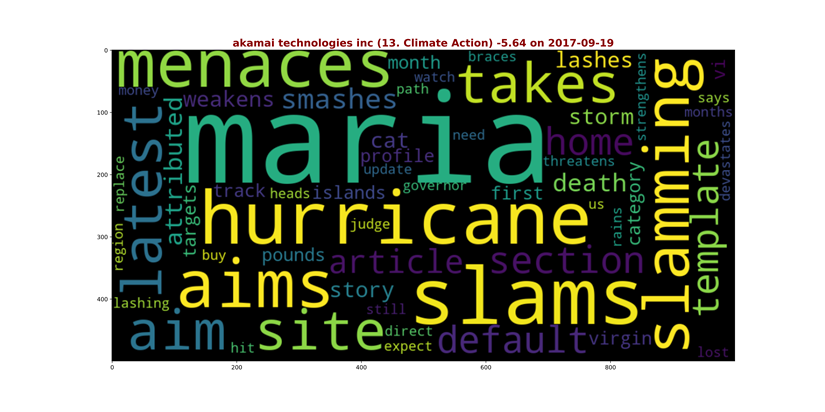 akamai technologies inc (13. Climate Action) -5.64 on 2017-09-19
0
100
200
300
400
0
200
400
600
800
menaces
month
braces
lashes
money
watch
path
takes
weakens
smashes
storm
strengthens
slamming
vi
says
months
latest
attributed
maria
cat
profile
update
need
home
threatens
devastates
region
replace
targets
track
heads
islands
governor
first
death
us
category
rains
template
hurricane
judge
buy
pounds
article
section
aims
story
slams
lashing
still
aim
site
hit
direct
expect
default
virgin
lost